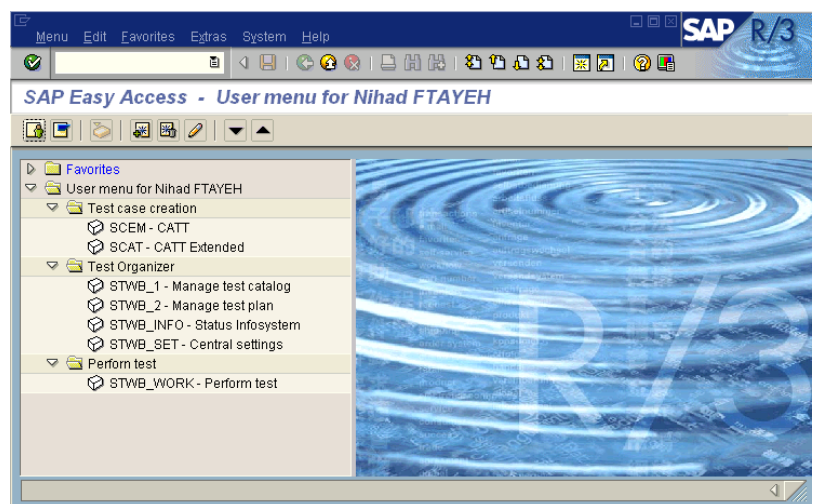 Menu Edit Favorites Extras System Help
SAP R/3
SAP Easy Access - User menu for Nihad FTAYEH
Favorites
User menu for Nihad FTAYEH
Test case creation
SCEM - CATT
SCAT - CATT Extended
Test Organizer
STWB_1 - Manage test catalog
STWB_2 - Manage test plan
STWB_INFO - Status Infosystem
STWB_SET - Central settings
Perforn test
STWB_WORK - Perform test
R/3